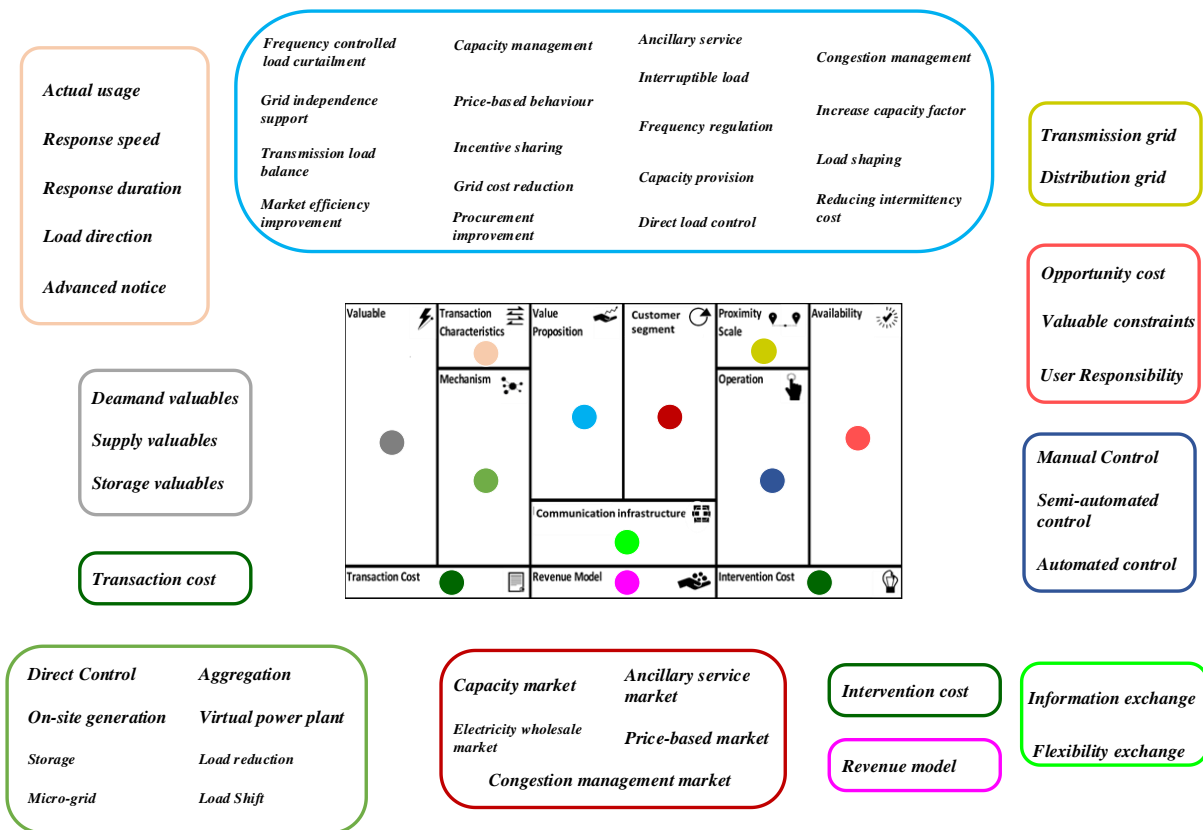 Actual usage
Response speed
Response duration
Load direction
Advanced notice
Frequency controlled
load curtailment
Grid independence
support
Transmission load
balance
Market efficiency
improvement
Capacity management
Price-based behaviour
Incentive sharing
Grid cost reduction
Procurement
improvement
Ancillary service
Interruptible load
Frequency regulation
Capacity provision
Direct load control
Congestion management
Increase capacity factor
Load shaping
Reducing intermittency
cost
Transmission grid
Distribution grid
Opportunity cost
Valuable constraints
User Responsibility
Deamand valuables
Supply valuables
Storage valuables
Transaction cost
Valuable
Transaction
Characteristics
Mechanism
Value
Proposition
Customer
segment
Proximity
Scale
Operation
Availability
Communication infrastructure
Transaction Cost
Revenue Model
Intervention Cost
Manual Control
Semi-automated
control
Automated control
Direct Control
On-site generation
Storage
Micro-grid
Aggregation
Virtual power plant
Load reduction
Load Shift
Capacity market
Electricity wholesale
market
Ancillary service
market
Price-based market
Congestion management market
Intervention cost
Revenue model
Information exchange
Flexibility exchange